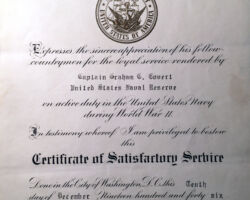 UNITED STATES OF AMERICA
Expresses the sincere appreciation of his fellow
countrymen for the loyal service rendered by
Captain Graham C. Covert
United States Naval Reserve
on active duty in the United States Navy
during World War II.
In testimony whereof I am privileged to bestow
this
Certificate of Satisfactory Service
Done in the City of Washington, D.C. this Tenth
day of December Nineteen hundred and forty six